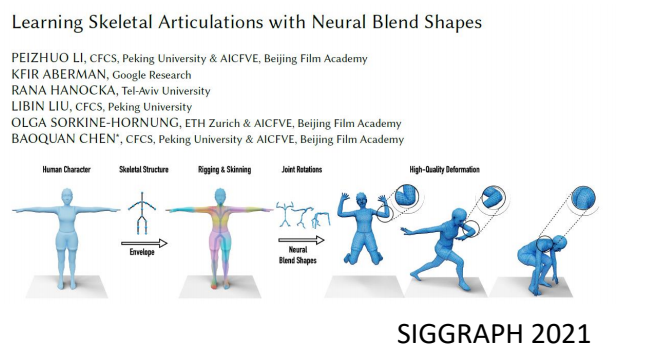 Learning Skeletal Articulations with Neural Blend Shapes
PEIZHUO LI, CFCS, Peking University & AICFVE, Beijing Film Academy
KFIR ABERMAN, Google Research
RANA HANOCKA, Tel-Aviv University
LIBIN LIU, CFCS, Peking University
OLGA SORKINE-HORNUNG, ETH Zurich & AICFVE, Beijing Film Academy
BAOQUAN CHEN*, CFCS, Peking University & AICFVE, Beijing Film Academy
Human Character
Skeletal Structure
Rigging & Skinning
Joint Rotations
High-Quality Deformation
Envelope
Neural
Blend Shapes
SIGGRAPH 2021